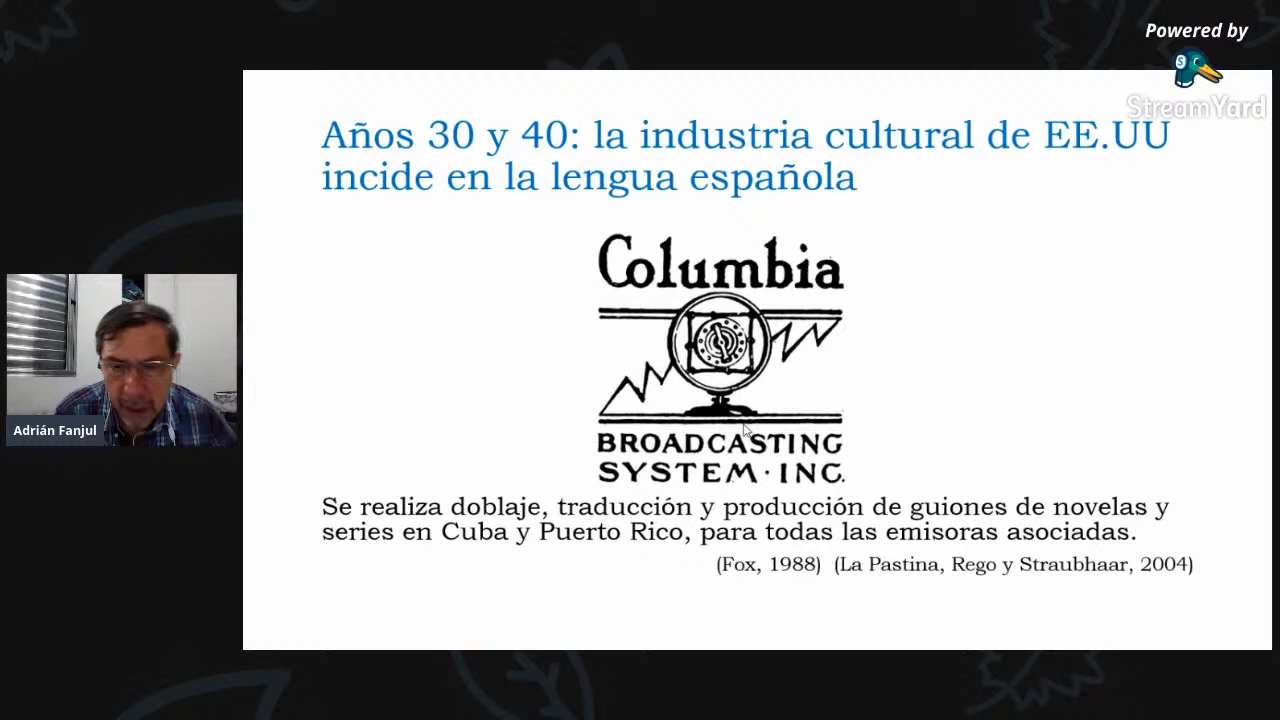 Powered by
StreamYard
Años 30 y 40: la industria cultural de EE.UU
incide en la lengua española
Columbia
BROADCASTING
SYSTEM·INC.
Se realiza doblaje, traducción y producción de guiones de novelas y
series en Cuba y Puerto Rico, para todas las emisoras asociadas.
(Fox, 1988)  (La Pastina, Rego y Straubhaar, 2004)
Adrián Fanjul